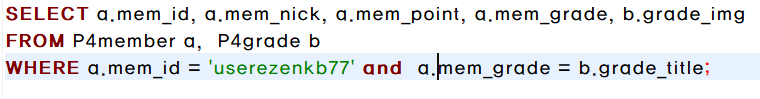 SELECT a.mem_id, a.mem_nick, a.mem_point, a.mem_grade, b.grade_img
FROM P4member a,  P4grade b
WHERE a.mem_id = 'userezenkb77' and  a.mem_grade = b.grade_title;